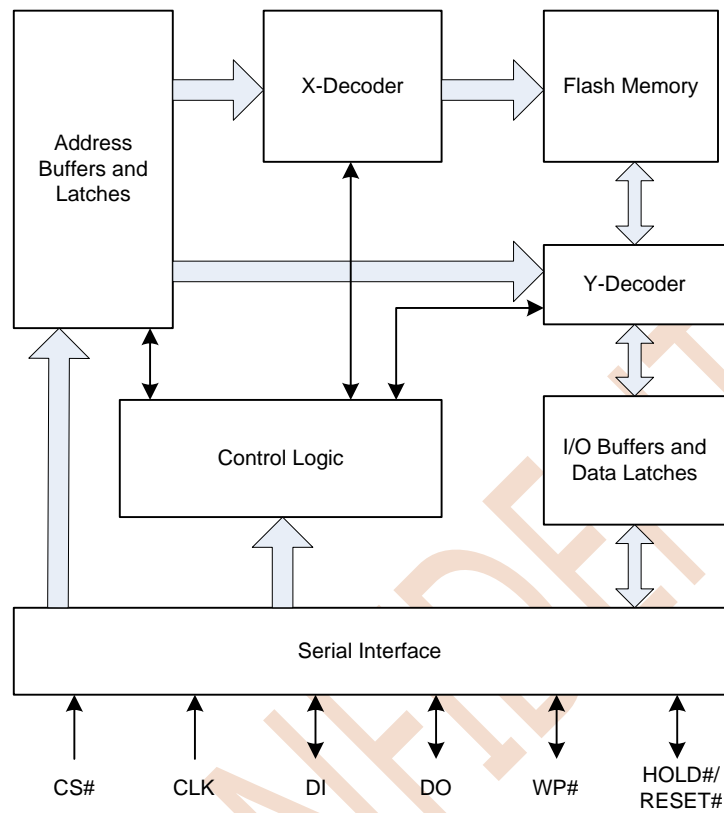 X-Decoder
Flash Memory
Address
Buffers and
Latches
Y-Decoder
I/O Buffers and
Data Latches
Control Logic
Serial Interface
CS#
CLK
DI
DO
WP#
HOLD#/
RESET#